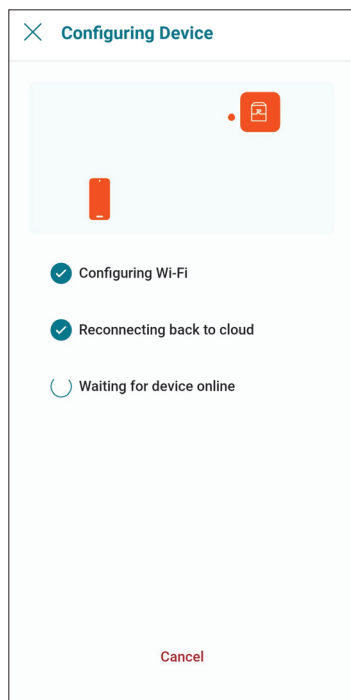 Configuring Device
Configuring Wi-Fi
Reconnecting back to cloud
Waiting for device online
Cancel